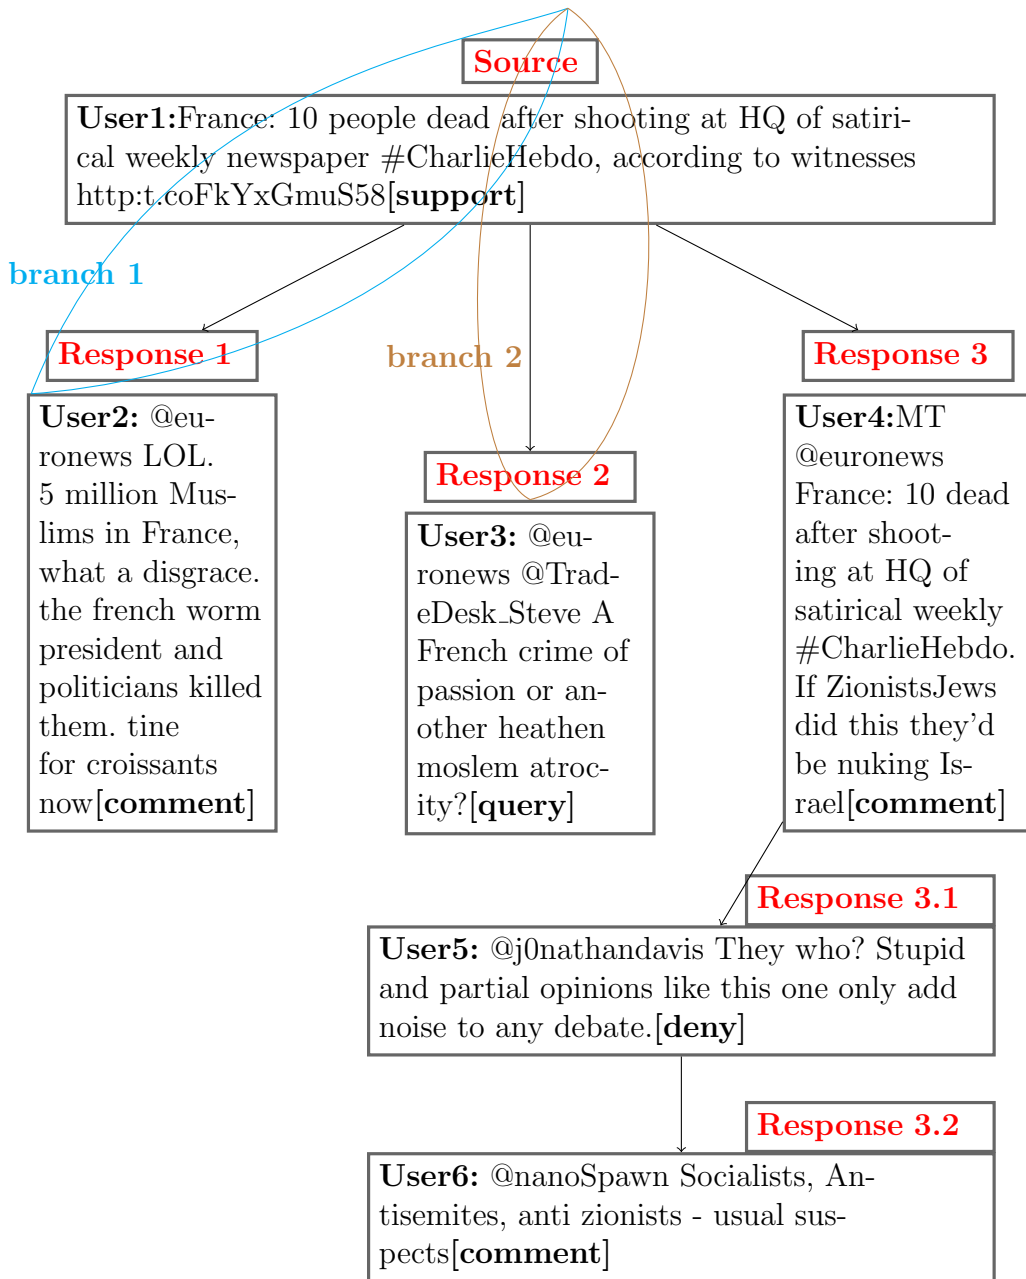 Source
User1:France: 10 people dead after shooting at HQ of satiri-
cal weekly newspaper #CharlieHebdo, according to witnesses
http:t.coFkYxGmuS58[support]
branch 1
Response 1
User2: @eu-
ronews LOL.
5 million Mus-
lims in France,
what a disgrace.
the french worm
president and
politicians killed
them. tine
for croissants
now[comment]
branch 2
Response 2
User3: @eu-
ronews @Trad-
eDesk_Steve A
French crime of
passion or an-
other heathen
moslem atroc-
ity?[query]
Response 3
User4:MT
@euronews
France: 10 dead
after shoot-
ing at HQ of
satirical weekly
#CharlieHebdo.
If ZionistsJews
did this they'd
be nuking Is-
rael[comment]
Response 3.1
User5: @j0nathandavis They who? Stupid
and partial opinions like this one only add
noise to any debate.[deny]
Response 3.2
User6: @nanoSpawn Socialists, An-
tisemites, anti zionists - usual sus-
pects[comment]